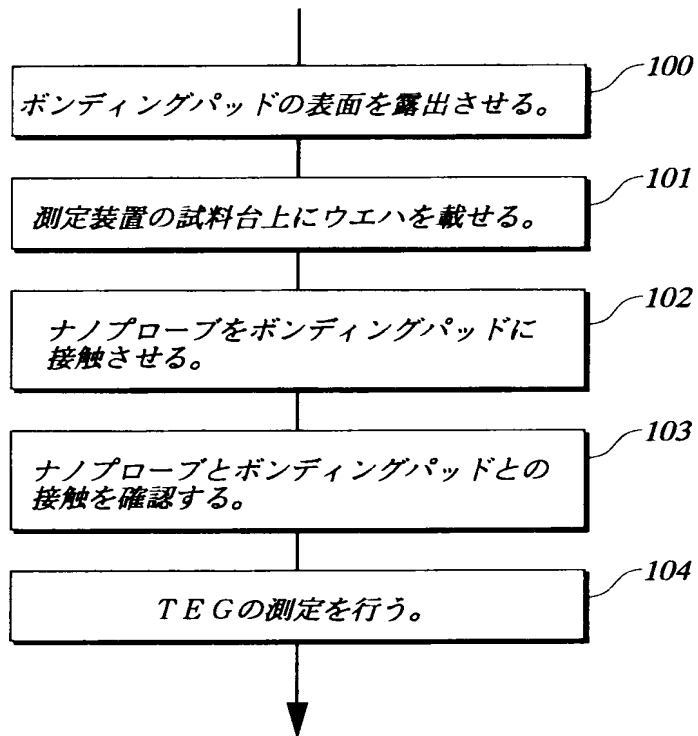 100
ボンディングパッドの表面を露出させる。
101
測定装置の試料台上にウエハを載せる。
102
ナノプローブをボンディングパッドに
接触させる。
103
ナノプローブとボンディングパッドとの
接触を確認する。
104
TEGの測定を行う。